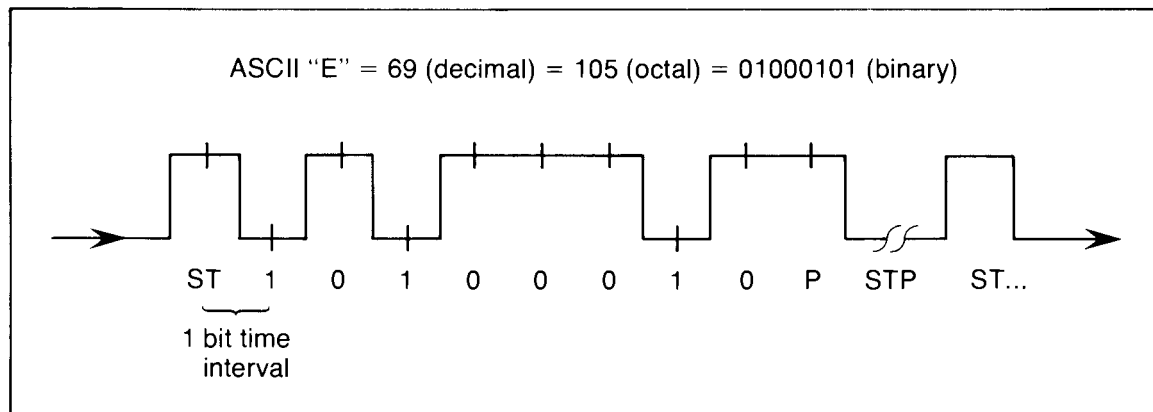 ASCII “E” = 69 (decimal) = 105 (octal) = 01000101 (binary)
ST 1 0 1 0 0 0 1 0 P STP ST...
1 bit time
interval